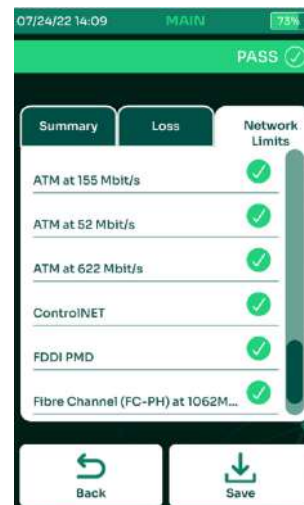 07/24/22 14:09 MAIN 73%
PASS
Summary Loss Network
Limits
ATM at 155 Mbit/s
ATM at 52 Mbit/s
ATM at 622 Mbit/s
ControlNET
FDDI PMD
Fibre Channel (FC-PH) at 1062M...
Back Save